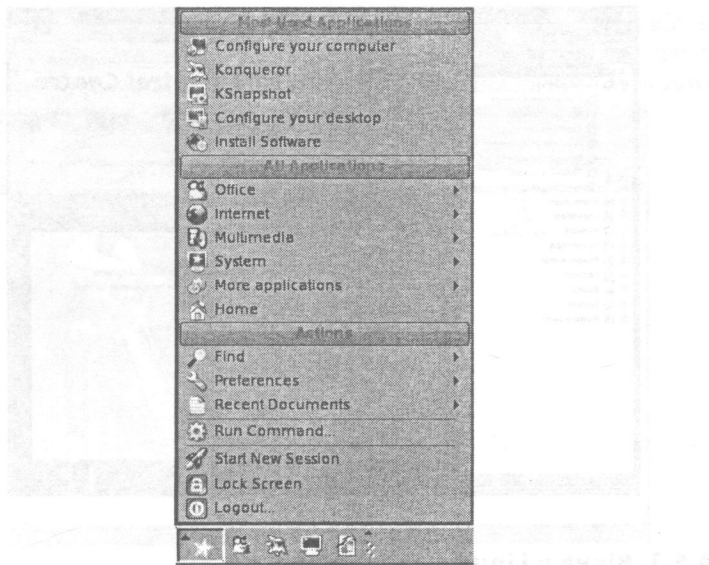 Most Used Applications
Configure your computer
Konqueror
KSnapshot
Configure your desktop
Install Software
All Applications
Office
Internet
Multimedia
System
More applications
Home
Actions
Find
Preferences
Recent Documents
Run Command...
Start New Session
Lock Screen
Logout...